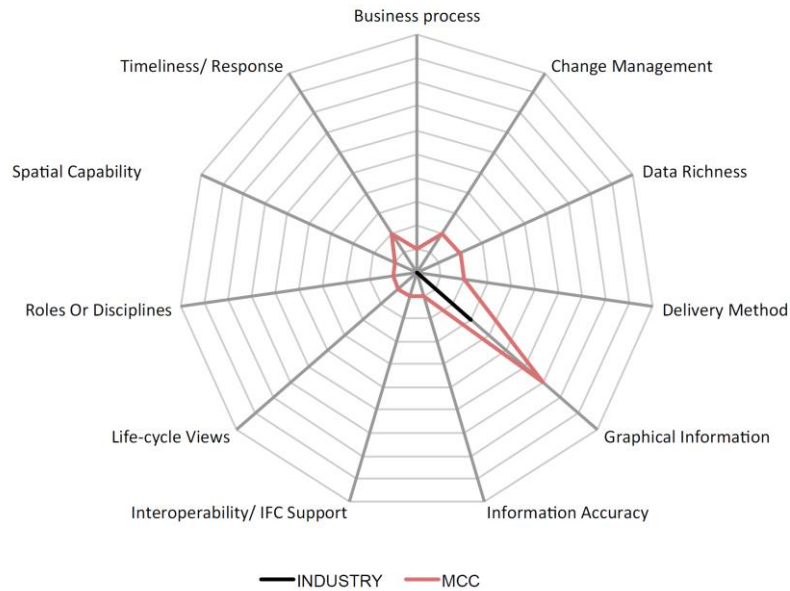 Business process
Timeliness/ Response
Change Management
Spatial Capability
Data Richness
Roles Or Disciplines
Delivery Method
Life-cycle Views
Graphical Information
Interoperability/ IFC Support
Information Accuracy
INDUSTRY
MCC